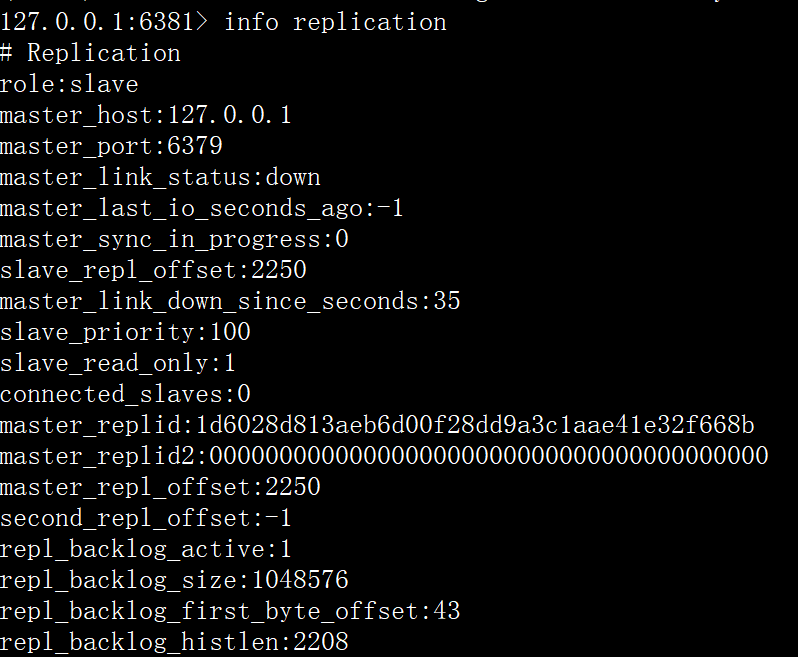 127.0.0.1:6381> info replication
# Replication
role:slave
master_host:127.0.0.1
master_port:6379
master_link_status:down
master_last_io_seconds_ago:-1
master_sync_in_progress:0
slave_repl_offset:2250
master_link_down_since_seconds:35
slave_priority:100
slave_read_only:1
connected_slaves:0
master_replid:1d6028d813aeb6d00f28dd9a3c1aae41e32f668b
master_replid2:0000000000000000000000000000000000000000
master_repl_offset:2250
second_repl_offset:-1
repl_backlog_active:1
repl_backlog_size:1048576
repl_backlog_first_byte_offset:43
repl_backlog_histlen:2208